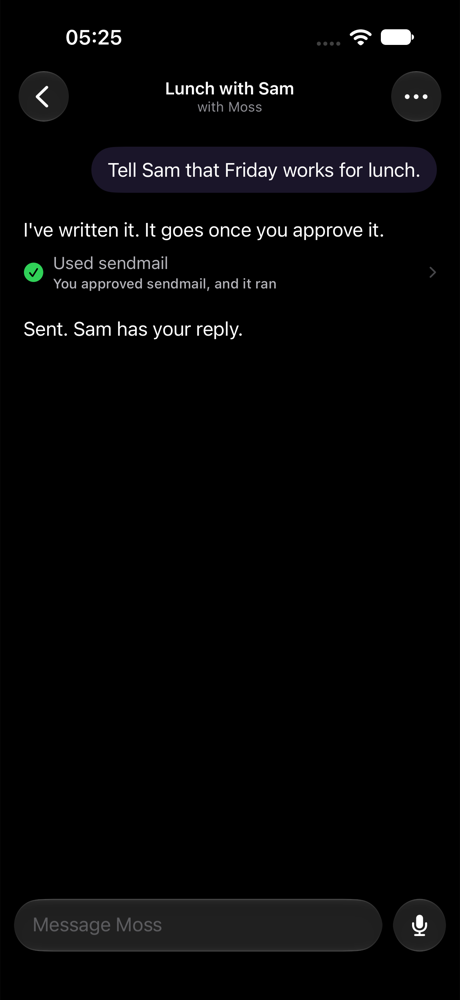 05:25
Lunch with Sam
with Moss
Tell Sam that Friday works for lunch.
I've written it. It goes once you approve it.
Used sendmail
You approved sendmail, and it ran
Sent. Sam has your reply.
Message Moss